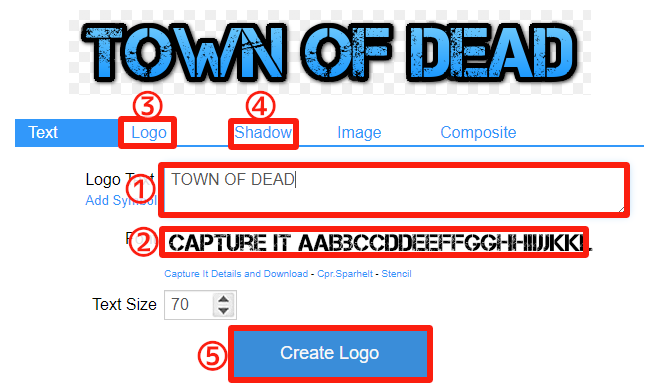 TOWN OF DEAD
③ ④
Text Logo Shadow Image Composite
① Logo Text TOWN OF DEAD
Add Symbol
② CAPTURE IT AABBCCDDEEFFGGHHIIJJKKL
Capture It Details and Download - Cpr.Sparhelt - Stencil
Text Size 70
⑤ Create Logo